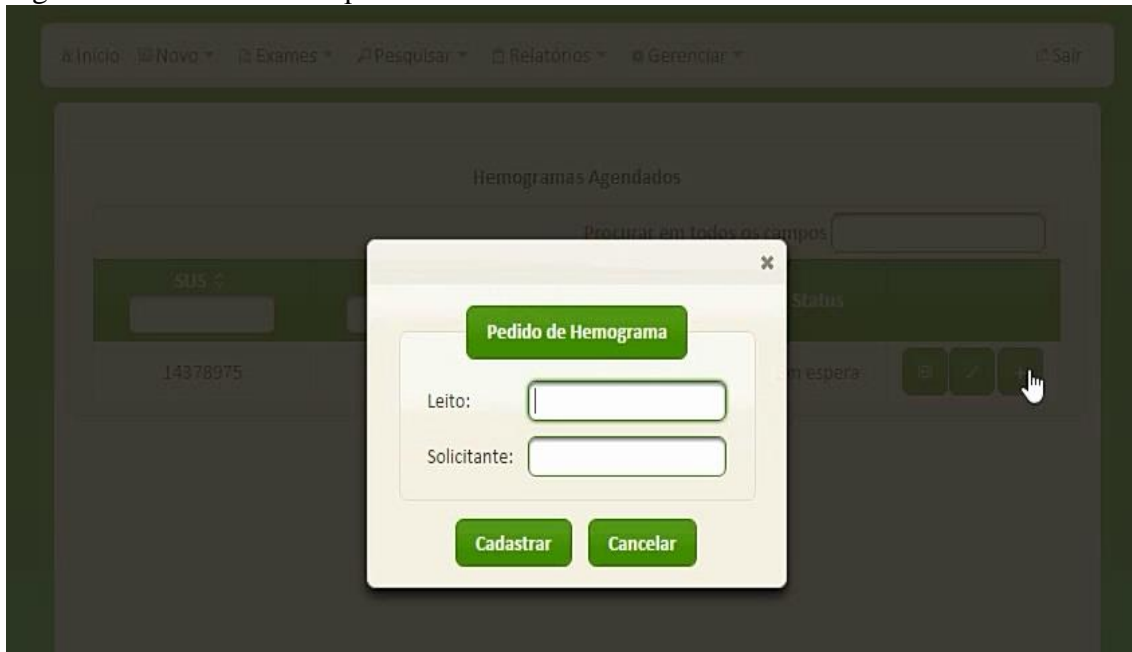 Início Novo Exames Pesquisar Relatórios Gerenciar Sair
Hemogramas Agendados
Procurar em todos os campos
SUS Status
14378975 espera
×
Pedido de Hemograma
Leito:
Solicitante:
Cadastrar Cancelar